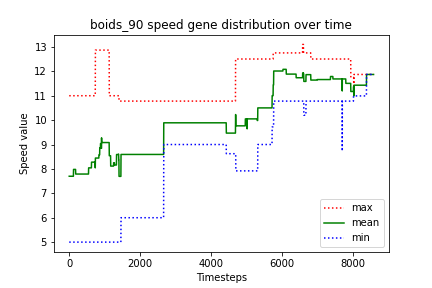 boids_90 speed gene distribution over time
Speed value
13
12
11
10
9
8
7
6
5
0
2000
4000
6000
8000
Timesteps
max
mean
min